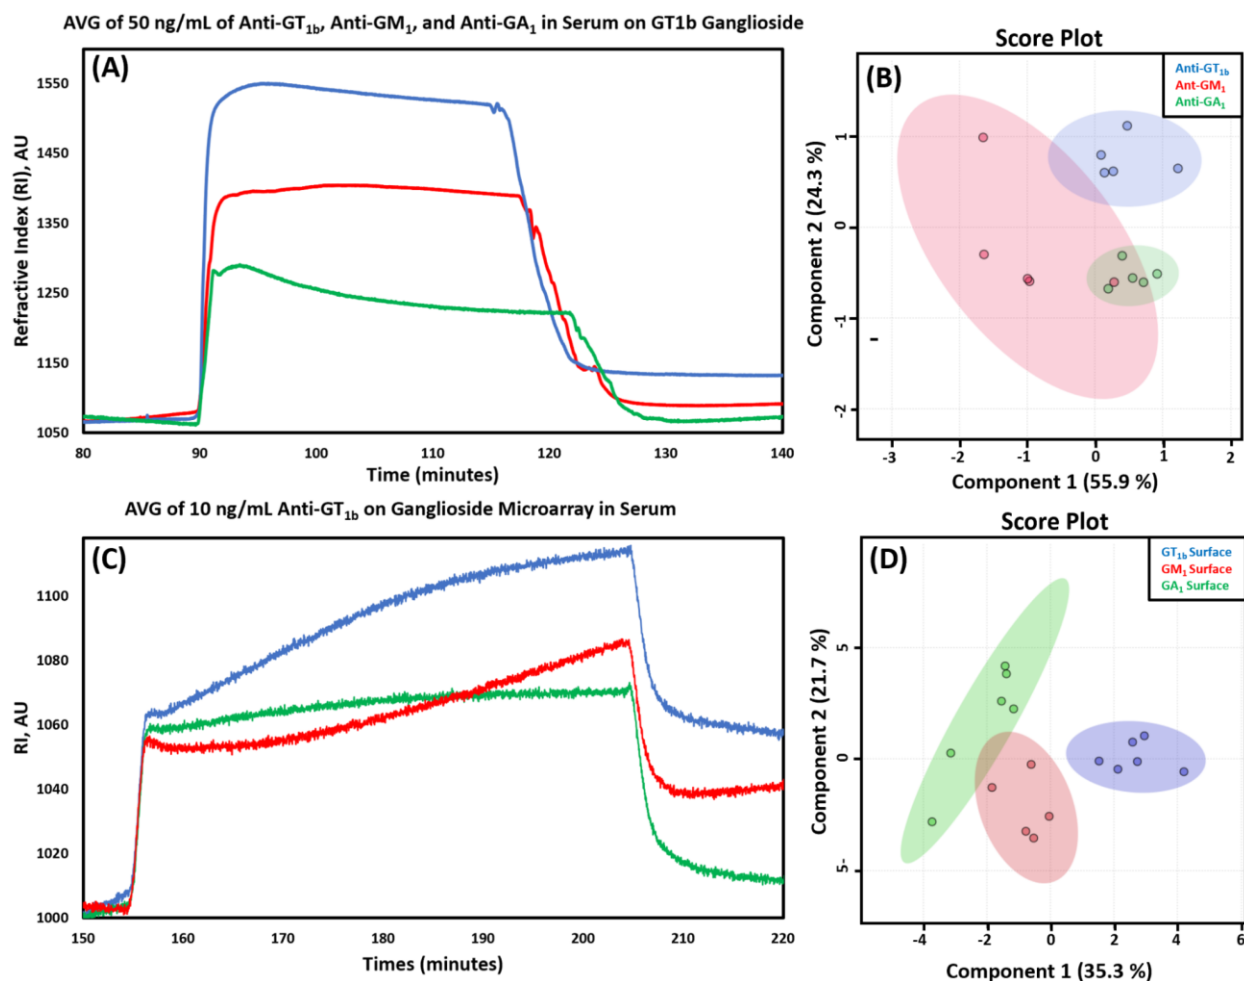 AVG of 50 ng/mL of Anti-GT1b, Anti-GM1, and Anti-GA1 in Serum on GT1b Ganglioside
(A)
Refractive Index (RI), AU
1550
1450
1350
1250
1150
1050
80 90 100 110 120 130 140
Time (minutes)
Score Plot
(B)
Anti-GT1b
Ant-GM1
Anti-GA1
Component 2 (24.3 %)
1
0
-1
-2
-
-3 -2 -1 0 1 2
Component 1 (55.9 %)
AVG of 10 ng/mL Anti-GT1b on Ganglioside Microarray in Serum
(C)
RI, AU
1100
1080
1060
1040
1020
1000
150 160 170 180 190 200 210 220
Times (minutes)
Score Plot
(D)
GT1b Surface
GM1 Surface
GA1 Surface
Component 2 (21.7 %)
5
0
5-
-4 -2 0 2 4 6
Component 1 (35.3 %)